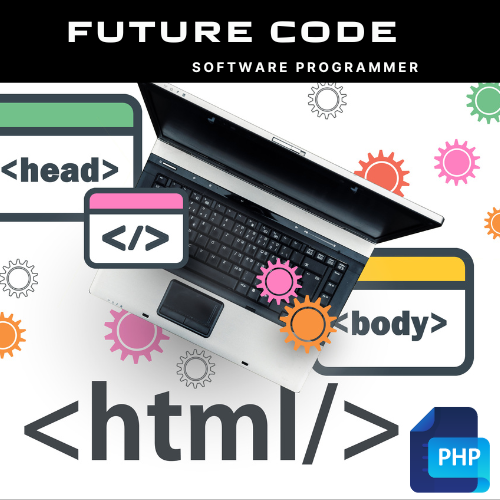 FUTURE CODE
SOFTWARE PROGRAMMER
<head>
</>
<body>
<html/>
PHP